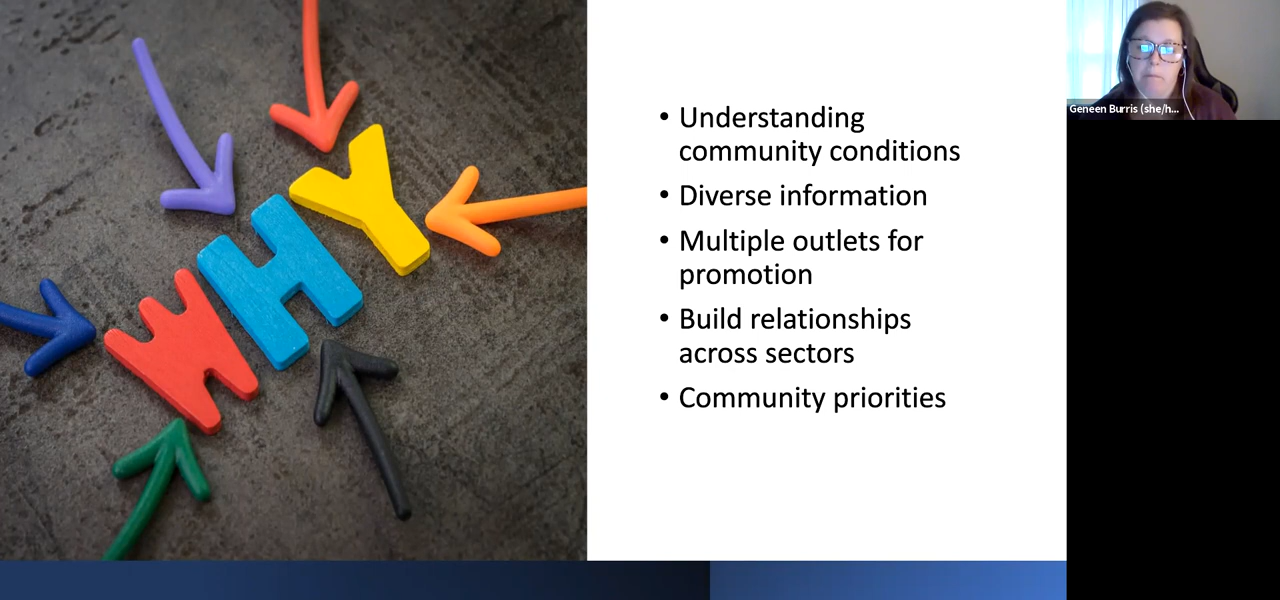 WHY
• Understanding
community conditions
• Diverse information
• Multiple outlets for
promotion
• Build relationships
across sectors
• Community priorities
Geneen Burris (she/h...